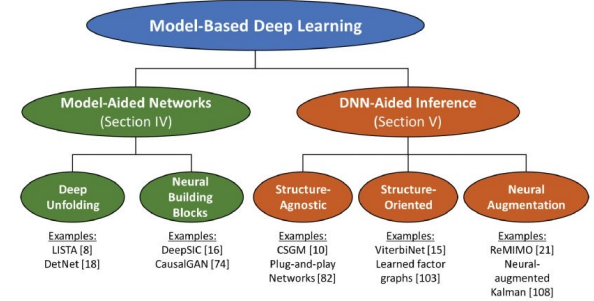 Model-Based Deep Learning
Model-Aided Networks
(Section IV)
DNN-Aided Inference
(Section V)
Deep
Unfolding
Neural
Building
Blocks
Structure-
Agnostic
Structure-
Oriented
Neural
Augmentation
Examples:
LISTA [8]
DetNet [18]
Examples:
DeepSIC [16]
CausalGAN [74]
Examples:
CSGM [10]
Plug-and-play
Networks [82]
Examples:
ViterbiNet [15]
Learned factor
graphs [103]
Examples:
ReMIMO [21]
Neural-
augmented
Kalman [108]